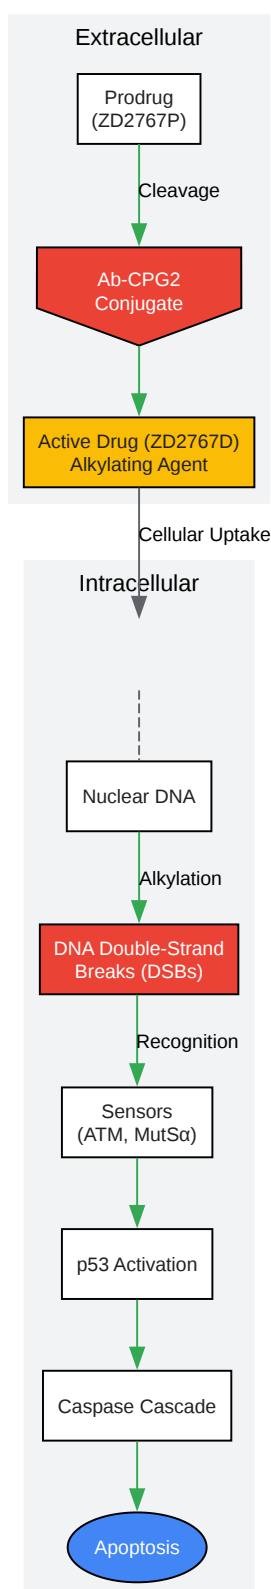 Extracellular
Prodrug
(ZD2767P)
Cleavage
Ab-CPG2
Conjugate
Active Drug (ZD2767D)
Alkylating Agent
Cellular Uptake
Intracellular
Nuclear DNA
Alkylation
DNA Double-Strand
Breaks (DSBs)
Recognition
Sensors
(ATM, MutSα)
p53 Activation
Caspase Cascade
Apoptosis